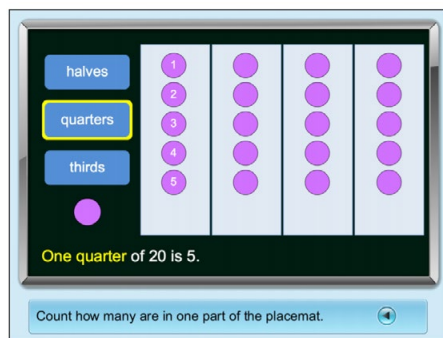 halves
quarters
thirds
1
2
3
4
5
One quarter of 20 is 5.
Count how many are in one part of the placemat.